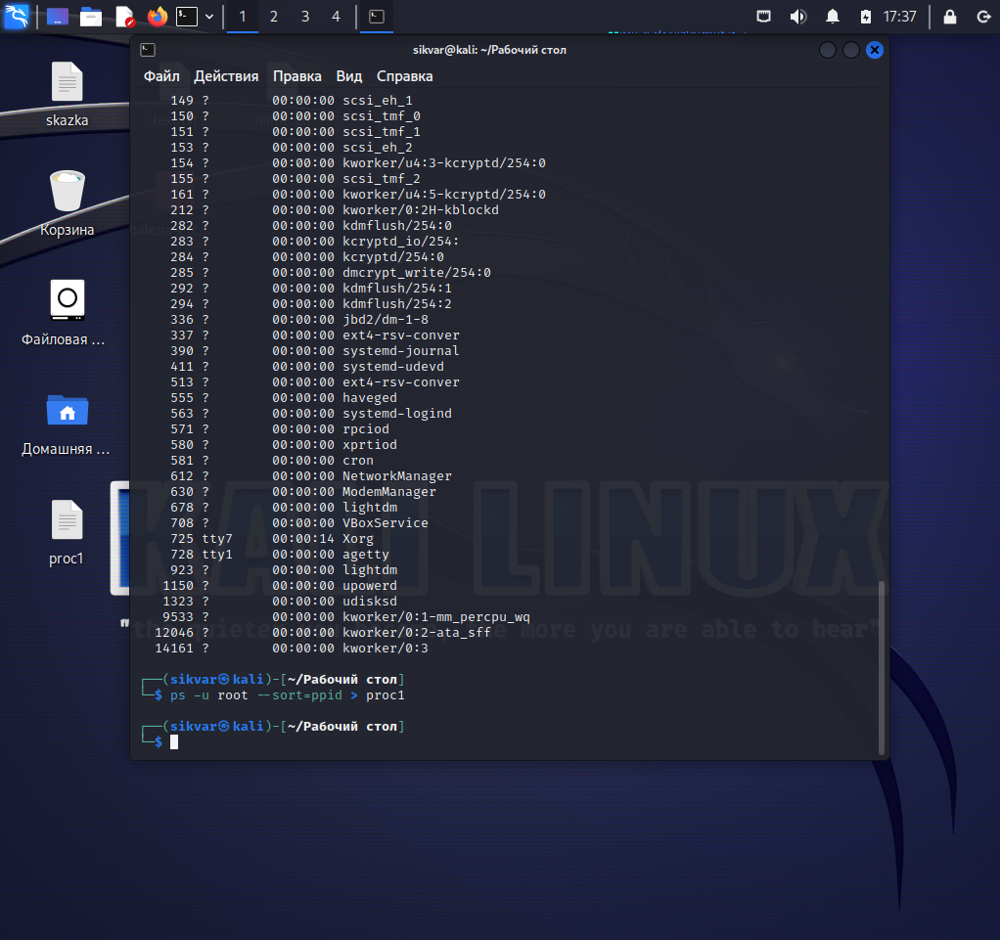 1 2 3 4 17:37
sikvar@kali: ~/Рабочий стол
Файл Действия Правка Вид Справка
149 ? 00:00:00 scsi_eh_1
150 ? 00:00:00 scsi_tmf_0
151 ? 00:00:00 scsi_tmf_1
153 ? 00:00:00 scsi_eh_2
154 ? 00:00:00 kworker/u4:3-kcryptd/254:0
155 ? 00:00:00 scsi_tmf_2
161 ? 00:00:00 kworker/u4:5-kcryptd/254:0
212 ? 00:00:00 kworker/0:2H-kblockd
282 ? 00:00:00 kdmflush/254:0
283 ? 00:00:00 kcryptd_io/254:
284 ? 00:00:00 kcryptd/254:0
285 ? 00:00:00 dmcrypt_write/254:0
292 ? 00:00:00 kdmflush/254:1
294 ? 00:00:00 kdmflush/254:2
336 ? 00:00:00 jbd2/dm-1-8
337 ? 00:00:00 ext4-rsv-conver
390 ? 00:00:00 systemd-journal
411 ? 00:00:00 systemd-udevd
513 ? 00:00:00 ext4-rsv-conver
555 ? 00:00:00 haveged
563 ? 00:00:00 systemd-logind
571 ? 00:00:00 rpciod
580 ? 00:00:00 xprtiod
581 ? 00:00:00 cron
612 ? 00:00:00 NetworkManager
630 ? 00:00:00 ModemManager
678 ? 00:00:00 lightdm
708 ? 00:00:00 VBoxService
725 tty7 00:00:14 Xorg
728 tty1 00:00:00 agetty
923 ? 00:00:00 lightdm
1150 ? 00:00:00 upowerd
1323 ? 00:00:00 udisksd
9533 ? 00:00:00 kworker/0:1-mm_percpu_wq
12046 ? 00:00:00 kworker/0:2-ata_sff
14161 ? 00:00:00 kworker/0:3
┌──(sikvar㉿kali)-[~/Рабочий стол]
└─$ ps -u root --sort=ppid > proc1
┌──(sikvar㉿kali)-[~/Рабочий стол]
└─$
skazka
Корзина
Файловая ...
Домашняя ...
proc1
KALI LINUX
"the quieter more you are able to hear"